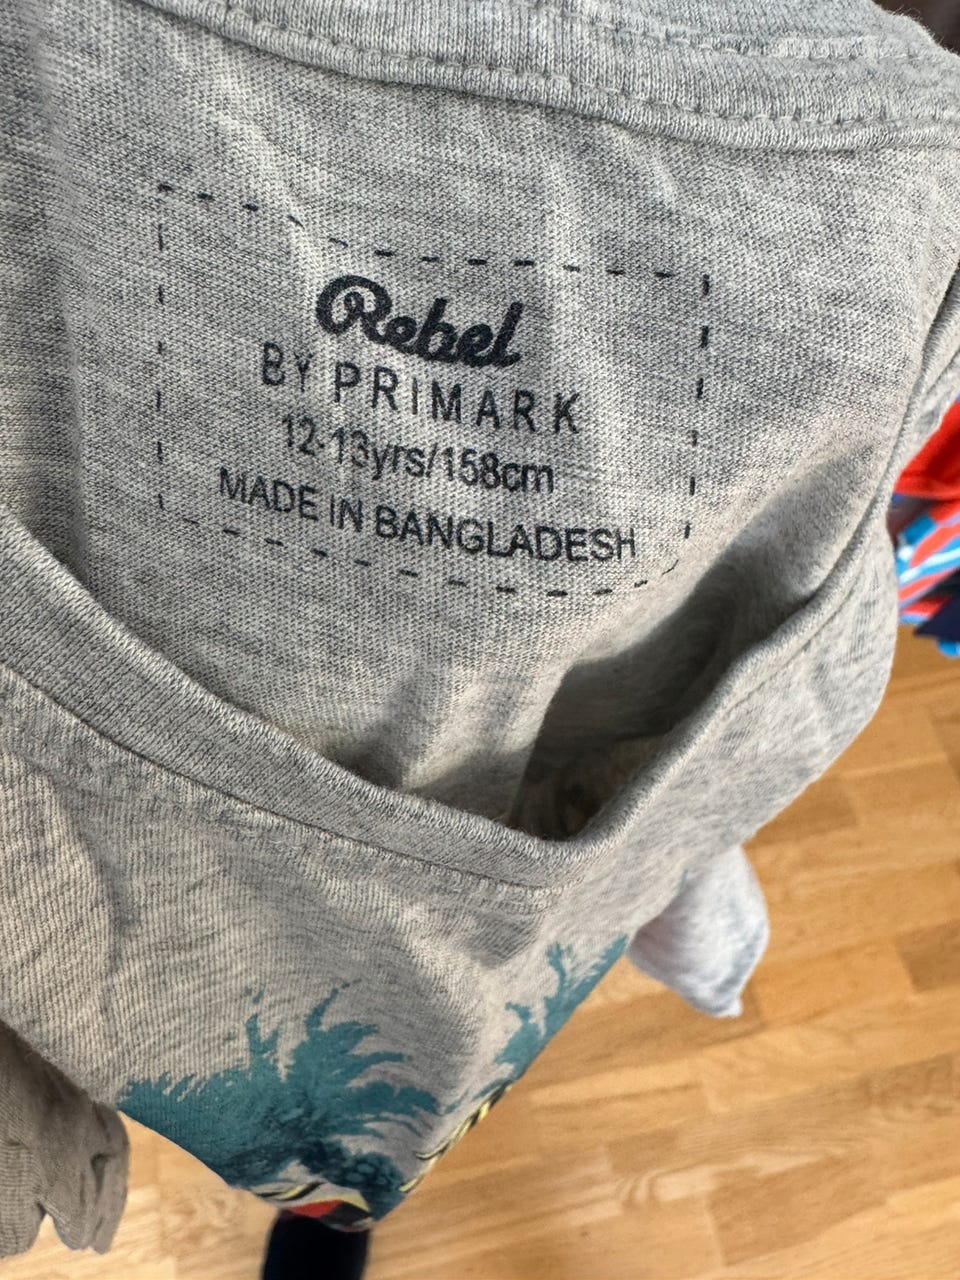 Rebel
BY PRIMARK
12-13yrs/158cm
MADE IN BANGLADESH